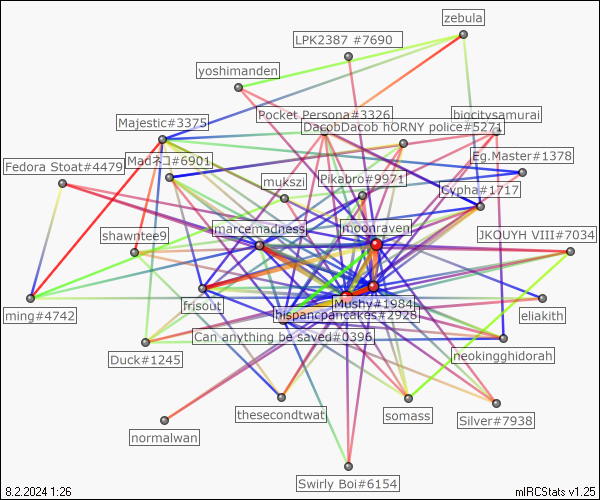 zebula
LPK2387 #7690
yoshimanden
Pocket Persona#3326
bigcitysamurai
Majestic#3375
DacobDacob hORNY police#5271
Eg.Master#1378
Madネコ#6901
Fedora Stoat#4479
Pikabro#9971
mukszi
Cypha#1717
marcemadness
moonraven
JKOUYH VIII#7034
shawntee9
Mushy#1984
frisout
hispancpancakes#2928
ming#4742
eliakith
Can anything be saved#0396
Duck#1245
neokingghidorah
thesecondtwat
somass
Silver#7938
normalwan
Swirly Boi#6154
8.2.2024 1:26
mIRCStats v1.25